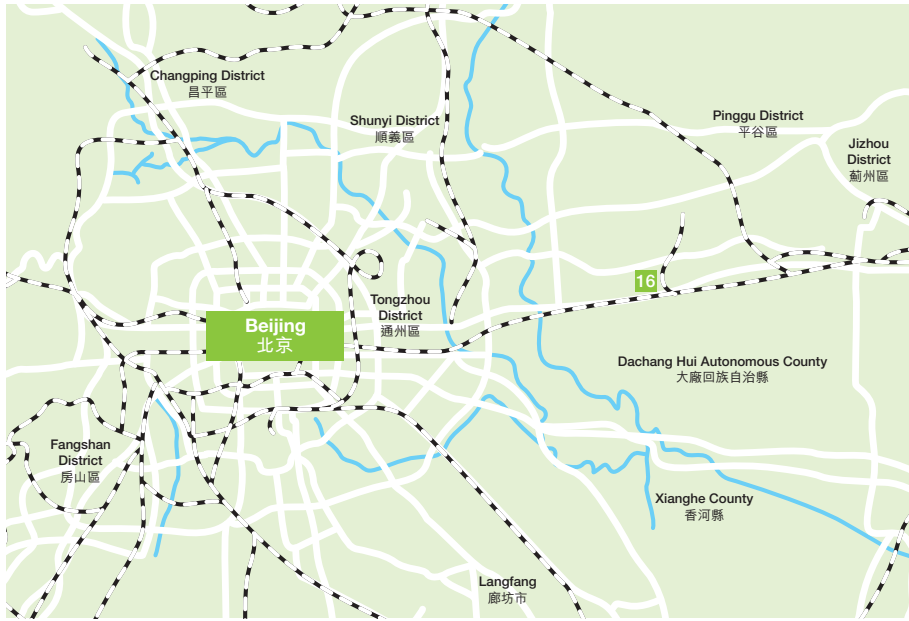 Changping District
昌平區
Shunyi District
順義區
Pinggu District
平谷區
Jizhou
District
薊州區
16
Tongzhou
District
通州區
Beijing
北京
Dachang Hui Autonomous County
大廠回族自治縣
Fangshan
District
房山區
Xianghe County
香河縣
Langfang
廊坊市